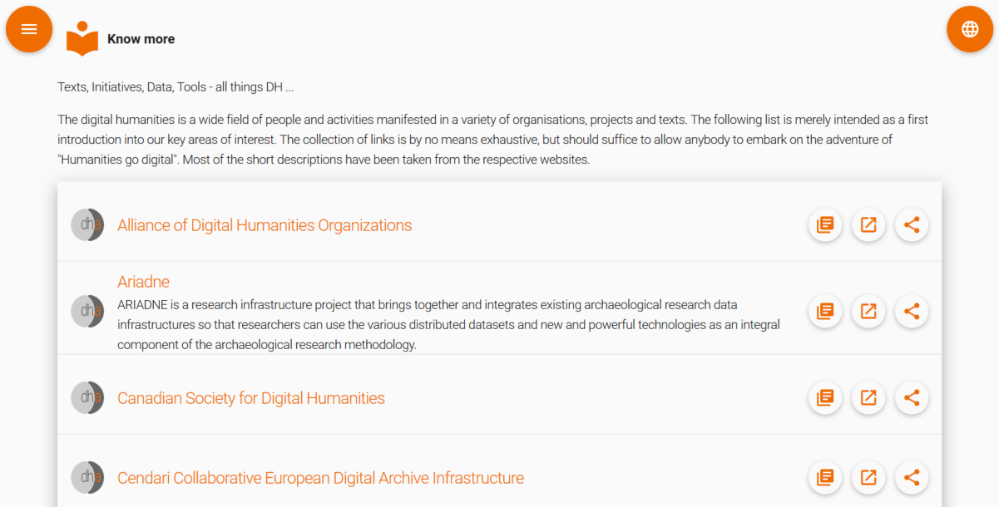 Know more
Texts, Initiatives, Data, Tools - all things DH ...
The digital humanities is a wide field of people and activities manifested in a variety of organisations, projects and texts. The following list is merely intended as a first
introduction into our key areas of interest. The collection of links is by no means exhaustive, but should suffice to allow anybody to embark on the adventure of
"Humanities go digital". Most of the short descriptions have been taken from the respective websites.
dha Alliance of Digital Humanities Organizations
Ariadne
dha ARIADNE is a research infrastructure project that brings together and integrates existing archaeological research data
infrastructures so that researchers can use the various distributed datasets and new and powerful technologies as an integral
component of the archaeological research methodology.
dha Canadian Society for Digital Humanities
dha Cendari Collaborative European Digital Archive Infrastructure